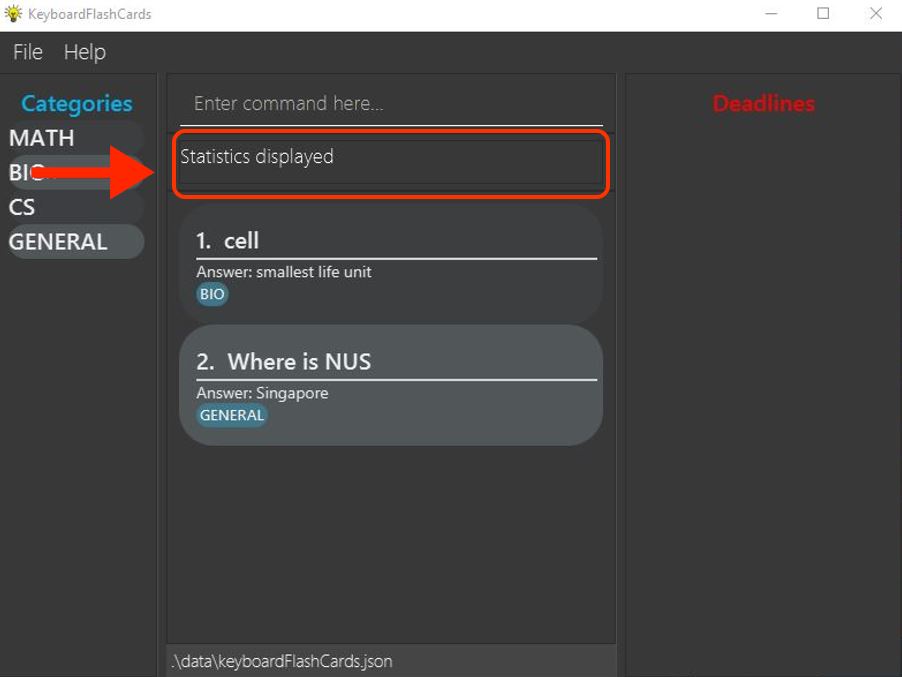 KeyboardFlashCards
File Help
Categories
MATH
BIO
CS
GENERAL
Enter command here...
Statistics displayed
1. cell
Answer: smallest life unit
BIO
2. Where is NUS
Answer: Singapore
GENERAL
.\data\keyboardFlashCards.json
Deadlines